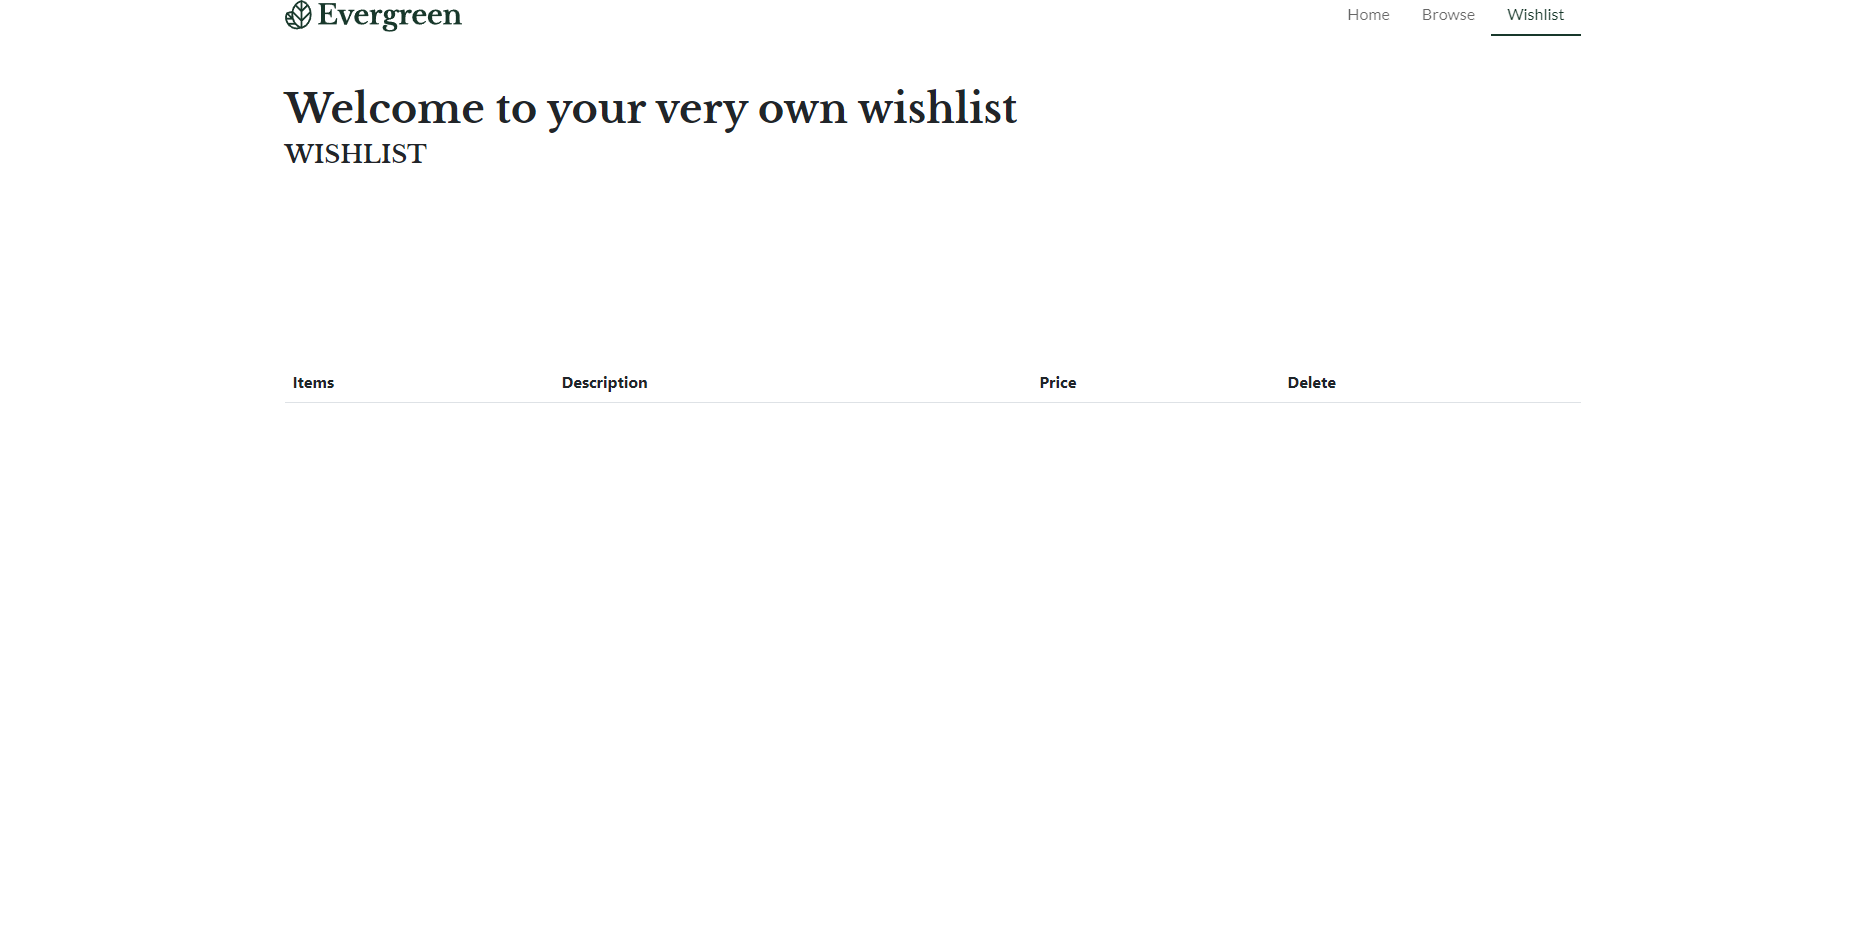 Evergreen Home Browse Wishlist
Welcome to your very own wishlist
WISHLIST
Items Description Price Delete